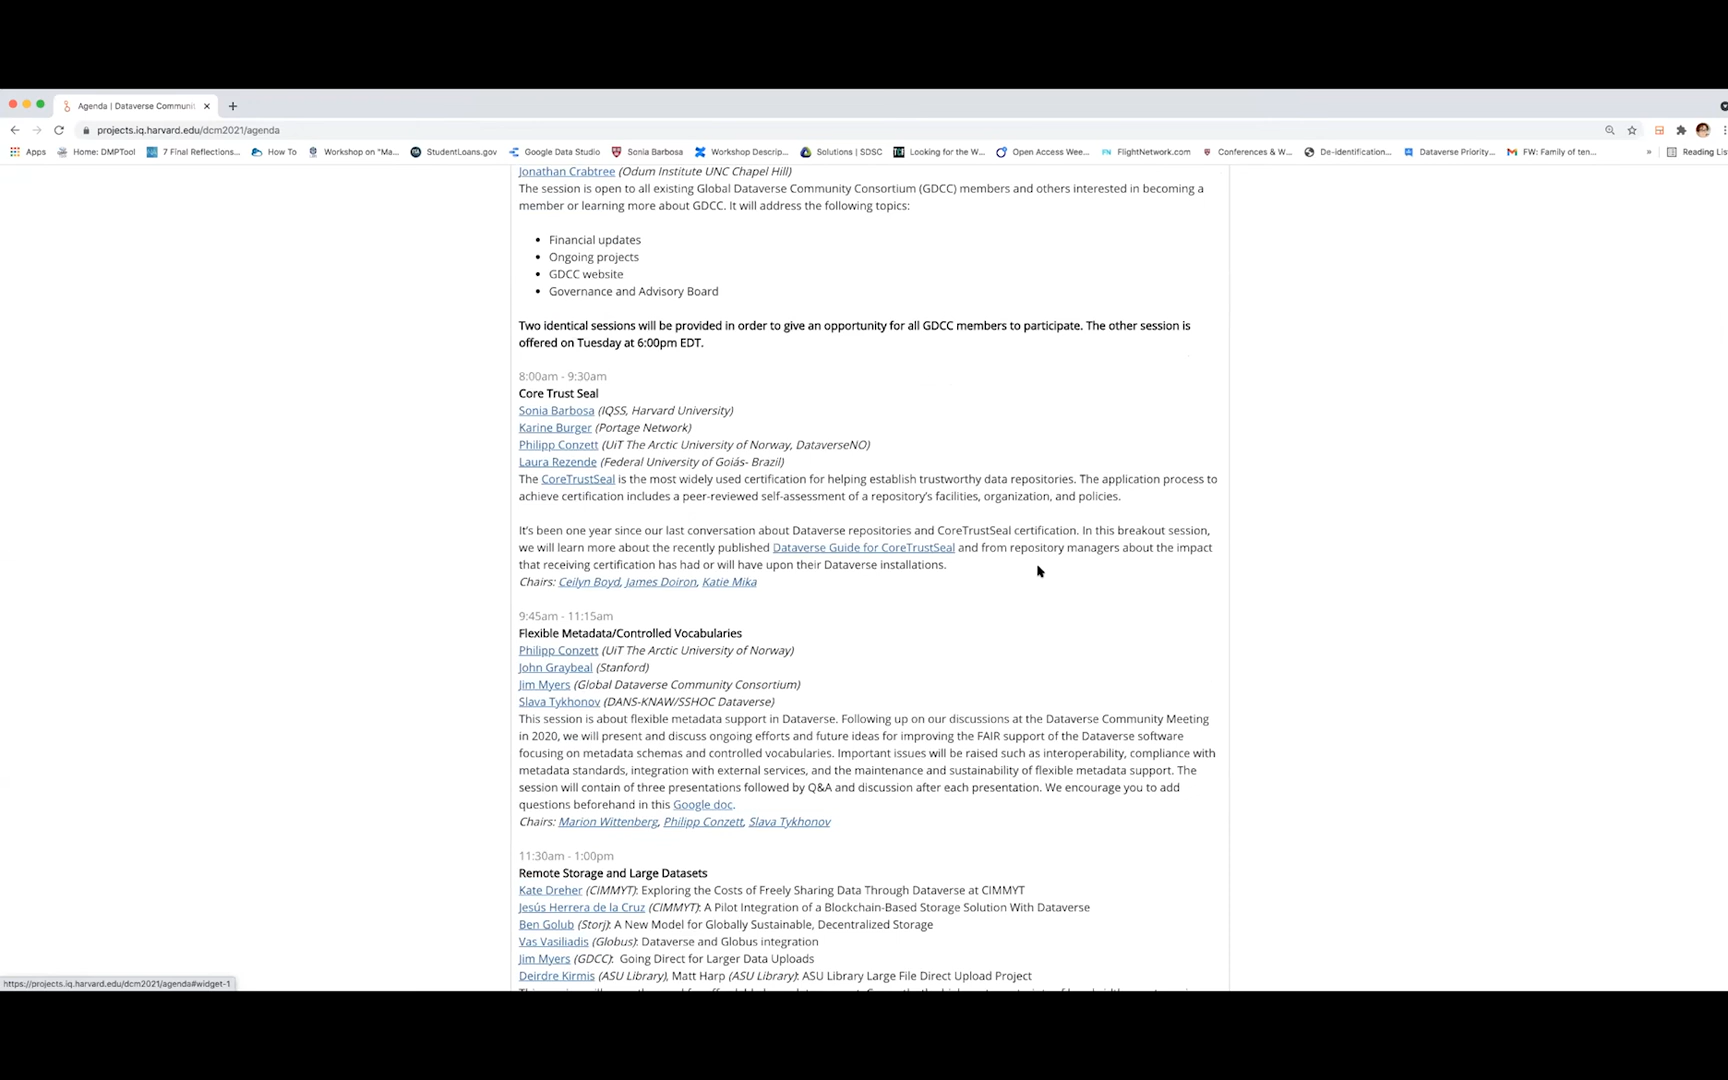 Agenda | Dataverse Communi
projects.iq.harvard.edu/dcm2021/agenda
Apps Home: DMPTool 7 Final Reflections... How To Workshop on "Ma... StudentLoans.gov Google Data Studio Sonia Barbosa Workshop Descrip... Solutions | SDSC Looking for the W... Open Access Wee... FlightNetwork.com Conferences & W... De-identification... Dataverse Priority... FW: Family of ten... » Reading Lis
Jonathan Crabtree (Odum Institute UNC Chapel Hill)
The session is open to all existing Global Dataverse Community Consortium (GDCC) members and others interested in becoming a
member or learning more about GDCC. It will address the following topics:
• Financial updates
• Ongoing projects
• GDCC website
• Governance and Advisory Board
Two identical sessions will be provided in order to give an opportunity for all GDCC members to participate. The other session is
offered on Tuesday at 6:00pm EDT.
8:00am - 9:30am
Core Trust Seal
Sonia Barbosa (IQSS, Harvard University)
Karine Burger (Portage Network)
Philipp Conzett (UiT The Arctic University of Norway, DataverseNO)
Laura Rezende (Federal University of Goiás- Brazil)
The CoreTrustSeal is the most widely used certification for helping establish trustworthy data repositories. The application process to
achieve certification includes a peer-reviewed self-assessment of a repository's facilities, organization, and policies.
It's been one year since our last conversation about Dataverse repositories and CoreTrustSeal certification. In this breakout session,
we will learn more about the recently published Dataverse Guide for CoreTrustSeal and from repository managers about the impact
that receiving certification has had or will have upon their Dataverse installations.
Chairs: Ceilyn Boyd, James Doiron, Katie Mika
9:45am - 11:15am
Flexible Metadata/Controlled Vocabularies
Philipp Conzett (UiT The Arctic University of Norway)
John Graybeal (Stanford)
Jim Myers (Global Dataverse Community Consortium)
Slava Tykhonov (DANS-KNAW/SSHOC Dataverse)
This session is about flexible metadata support in Dataverse. Following up on our discussions at the Dataverse Community Meeting
in 2020, we will present and discuss ongoing efforts and future ideas for improving the FAIR support of the Dataverse software
focusing on metadata schemas and controlled vocabularies. Important issues will be raised such as interoperability, compliance with
metadata standards, integration with external services, and the maintenance and sustainability of flexible metadata support. The
session will contain of three presentations followed by Q&A and discussion after each presentation. We encourage you to add
questions beforehand in this Google doc.
Chairs: Marion Wittenberg, Philipp Conzett, Slava Tykhonov
11:30am - 1:00pm
Remote Storage and Large Datasets
Kate Dreher (CIMMYT): Exploring the Costs of Freely Sharing Data Through Dataverse at CIMMYT
Jesús Herrera de la Cruz (CIMMYT): A Pilot Integration of a Blockchain-Based Storage Solution With Dataverse
Ben Golub (Storj): A New Model for Globally Sustainable, Decentralized Storage
Vas Vasiliadis (Globus): Dataverse and Globus integration
Jim Myers (GDCC): Going Direct for Larger Data Uploads
Deirdre Kirmis (ASU Library), Matt Harp (ASU Library): ASU Library Large File Direct Upload Project
https://projects.iq.harvard.edu/dcm2021/agenda#widget-1